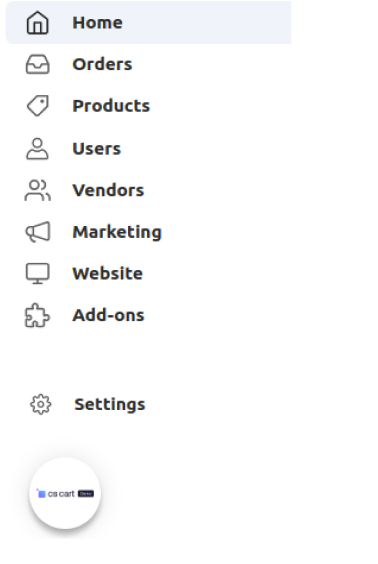 Home
Orders
Products
Users
Vendors
Marketing
Website
Add-ons
Settings
cs cart